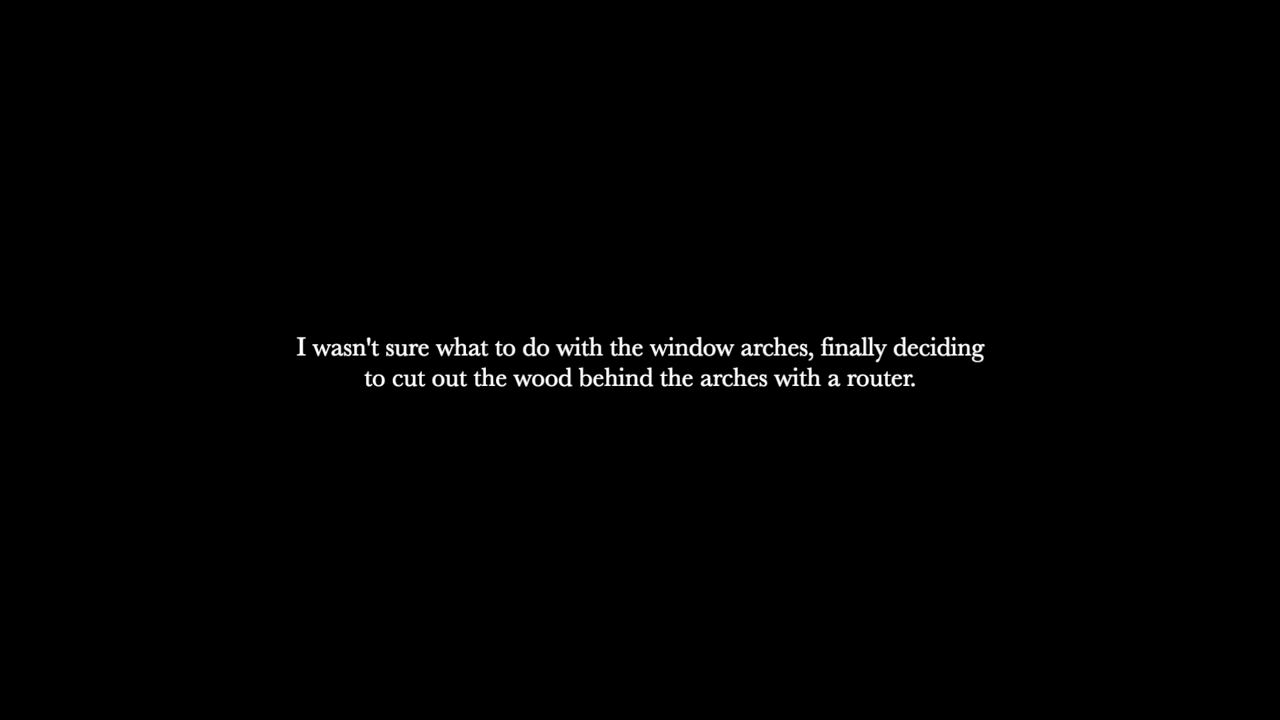 I wasn't sure what to do with the window arches, finally deciding
to cut out the wood behind the arches with a router.